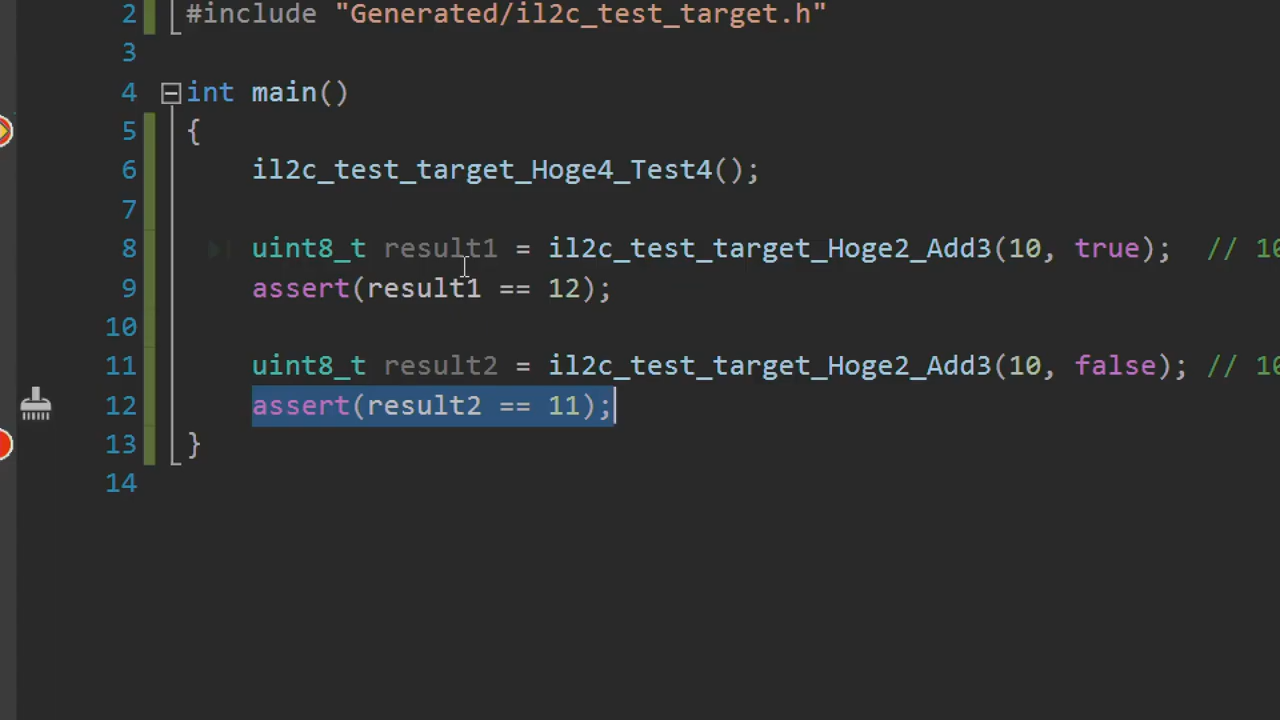 2 #include "Generated/il2c_test_target.h"
3
4 int main()
5 {
6 il2c_test_target_Hoge4_Test4();
7
8 uint8_t result1 = il2c_test_target_Hoge2_Add3(10, true); // 10
9 assert(result1 == 12);
10
11 uint8_t result2 = il2c_test_target_Hoge2_Add3(10, false); // 10
12 assert(result2 == 11);
13 }
14